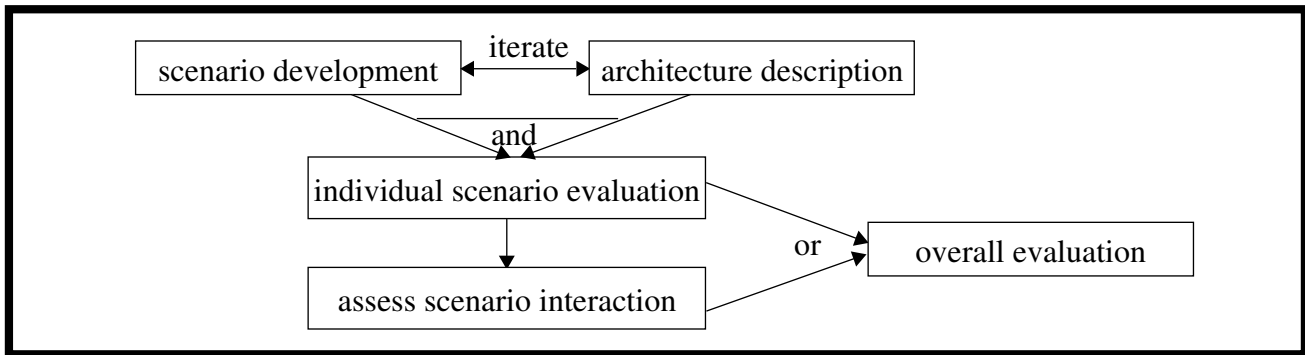 iterate
scenario development
architecture description
and
individual scenario evaluation
or
overall evaluation
assess scenario interaction